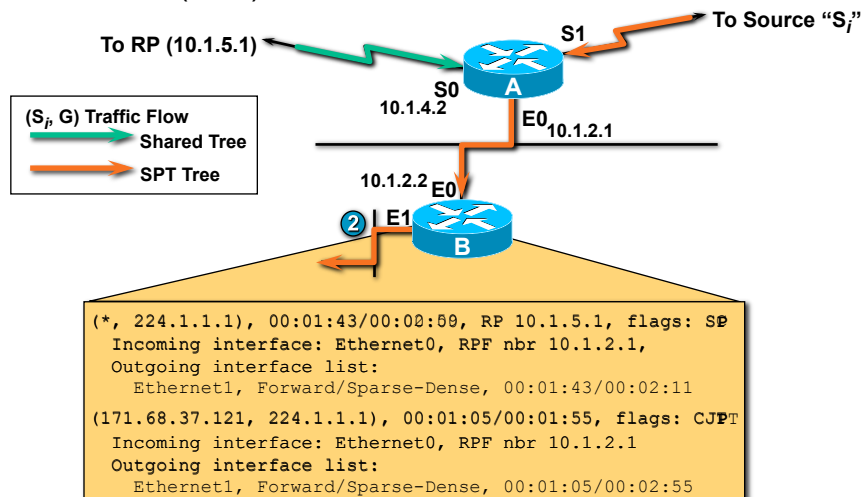 To Source “Si”
To RP (10.1.5.1)
S1
S0
A
10.1.4.2
E0
10.1.2.1
(Si, G) Traffic Flow
Shared Tree
SPT Tree
10.1.2.2
E0
2
E1
B
(*, 224.1.1.1), 00:01:43/00:02:59, RP 10.1.5.1, flags:
Incoming interface: Ethernet0, RPF nbr 10.1.2.1,
Outgoing interface list:
Ethernet1, Forward/Sparse-Dense, 00:01:43/00:02:11
(171.68.37.121, 224.1.1.1), 00:01:05/00:01:55, flags:
Incoming interface: Ethernet0, RPF nbr 10.1.2.1
Outgoing interface list:
Ethernet1, Forward/Sparse-Dense, 00:01:05/00:02:55